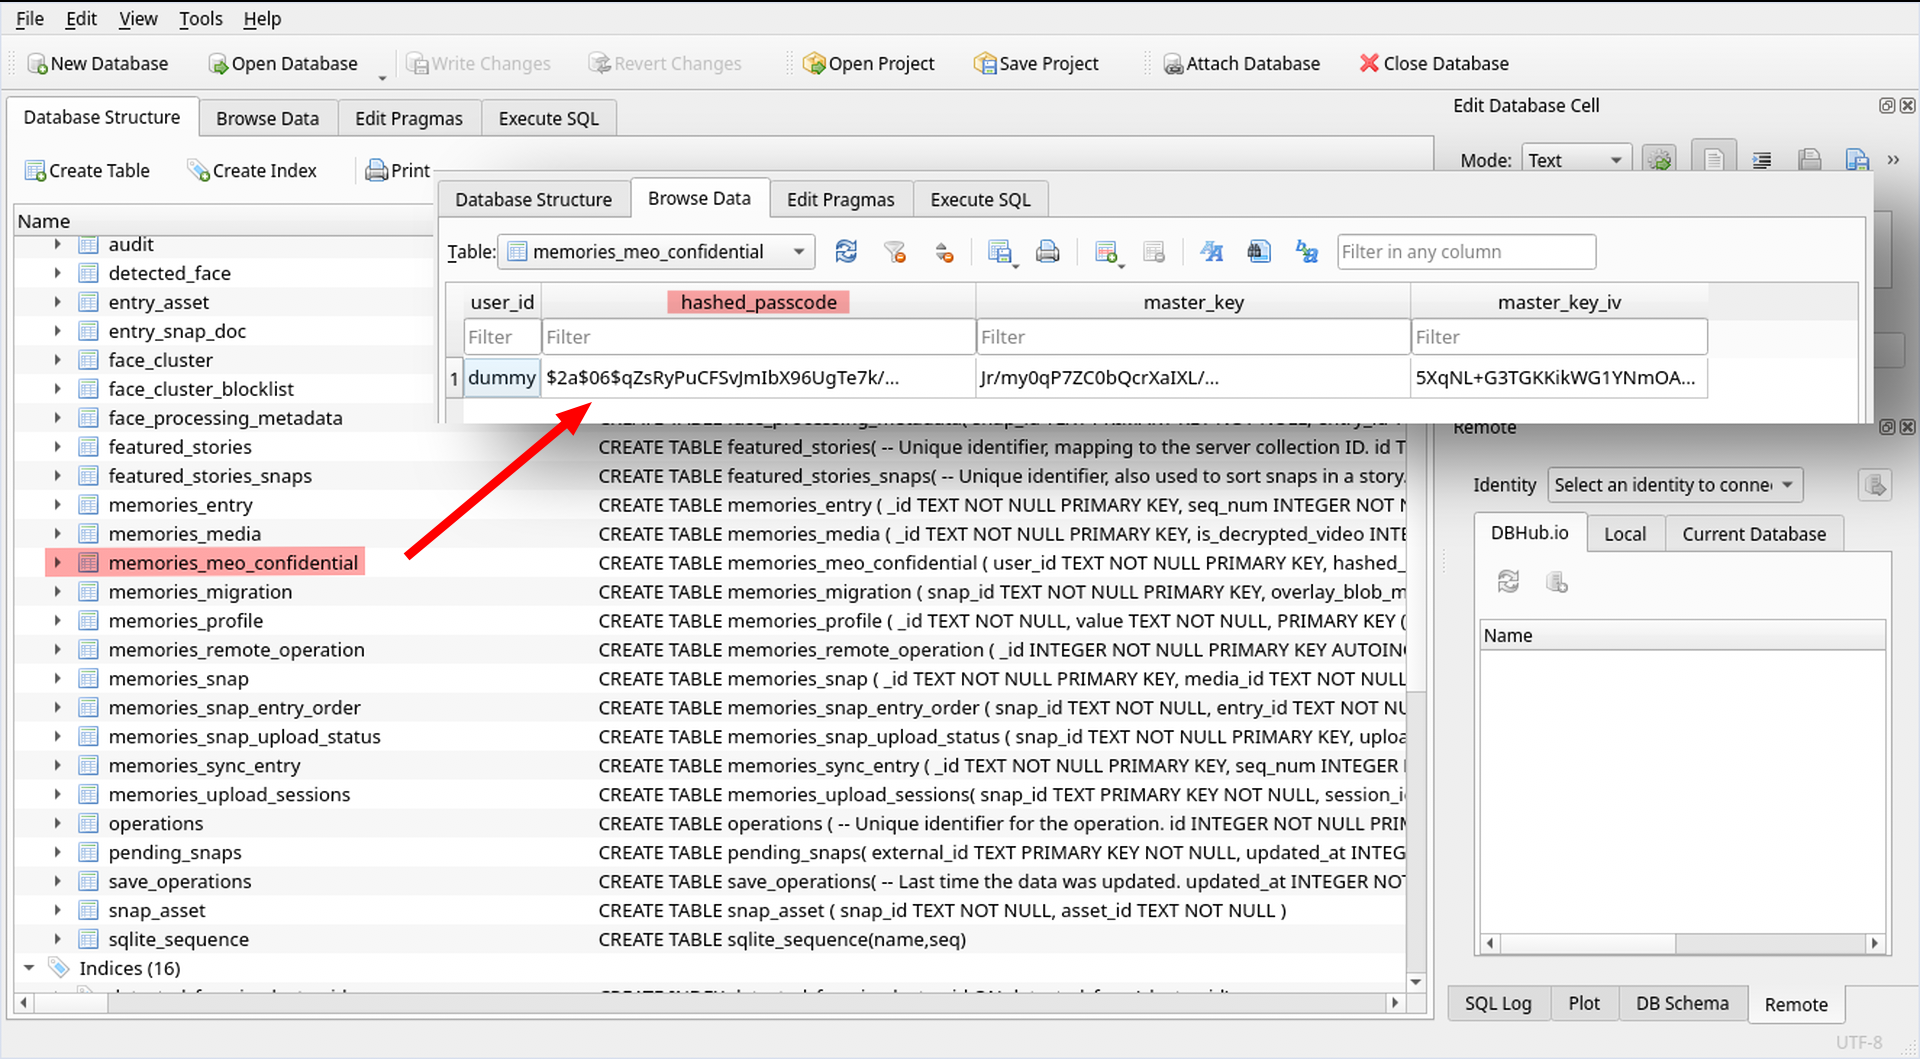 File Edit View Tools Help
New Database Open Database Write Changes Revert Changes Open Project Save Project Attach Database Close Database
Database Structure Browse Data Edit Pragmas Execute SQL
Edit Database Cell
Create Table Create Index Print
Mode: Text »
Name
Database Structure Browse Data Edit Pragmas Execute SQL
Table: memories_meo_confidential Filter in any column
user_id hashed_passcode master_key master_key_iv
Filter Filter Filter Filter
1 dummy $2a$06$qZsRyPuCFSvJmIbX96UgTe7k/... Jr/my0qP7ZC0bQcrXaIXL/... 5XqNL+G3TGKKikWG1YNmOA...
audit
detected_face
entry_asset
entry_snap_doc
face_cluster
face_cluster_blocklist
face_processing_metadata
featured_stories CREATE TABLE featured_stories( -- Unique identifier, mapping to the server collection ID. id T
featured_stories_snaps CREATE TABLE featured_stories_snaps( -- Unique identifier, also used to sort snaps in a story.
memories_entry CREATE TABLE memories_entry ( _id TEXT NOT NULL PRIMARY KEY, seq_num INTEGER NOT N
memories_media CREATE TABLE memories_media ( _id TEXT NOT NULL PRIMARY KEY, is_decrypted_video INTE
memories_meo_confidential CREATE TABLE memories_meo_confidential ( user_id TEXT NOT NULL PRIMARY KEY, hashed_
memories_migration CREATE TABLE memories_migration ( snap_id TEXT NOT NULL PRIMARY KEY, overlay_blob_m
memories_profile CREATE TABLE memories_profile ( _id TEXT NOT NULL, value TEXT NOT NULL, PRIMARY KEY (
memories_remote_operation CREATE TABLE memories_remote_operation ( _id INTEGER NOT NULL PRIMARY KEY AUTOIN
memories_snap CREATE TABLE memories_snap ( _id TEXT NOT NULL PRIMARY KEY, media_id TEXT NOT NULL
memories_snap_entry_order CREATE TABLE memories_snap_entry_order ( snap_id TEXT NOT NULL, entry_id TEXT NOT NU
memories_snap_upload_status CREATE TABLE memories_snap_upload_status ( snap_id TEXT NOT NULL PRIMARY KEY, uploa
memories_sync_entry CREATE TABLE memories_sync_entry ( _id TEXT NOT NULL PRIMARY KEY, seq_num INTEGER
memories_upload_sessions CREATE TABLE memories_upload_sessions( snap_id TEXT PRIMARY KEY NOT NULL, session_i
operations CREATE TABLE operations ( -- Unique identifier for the operation. id INTEGER NOT NULL PRI
pending_snaps CREATE TABLE pending_snaps( external_id TEXT PRIMARY KEY NOT NULL, updated_at INTEG
save_operations CREATE TABLE save_operations( -- Last time the data was updated. updated_at INTEGER NO
snap_asset CREATE TABLE snap_asset ( snap_id TEXT NOT NULL, asset_id TEXT NOT NULL )
sqlite_sequence CREATE TABLE sqlite_sequence(name,seq)
Indices (16)
Remote
Identity Select an identity to conne
DBHub.io Local Current Database
Name
SQL Log Plot DB Schema Remote
UTF-8